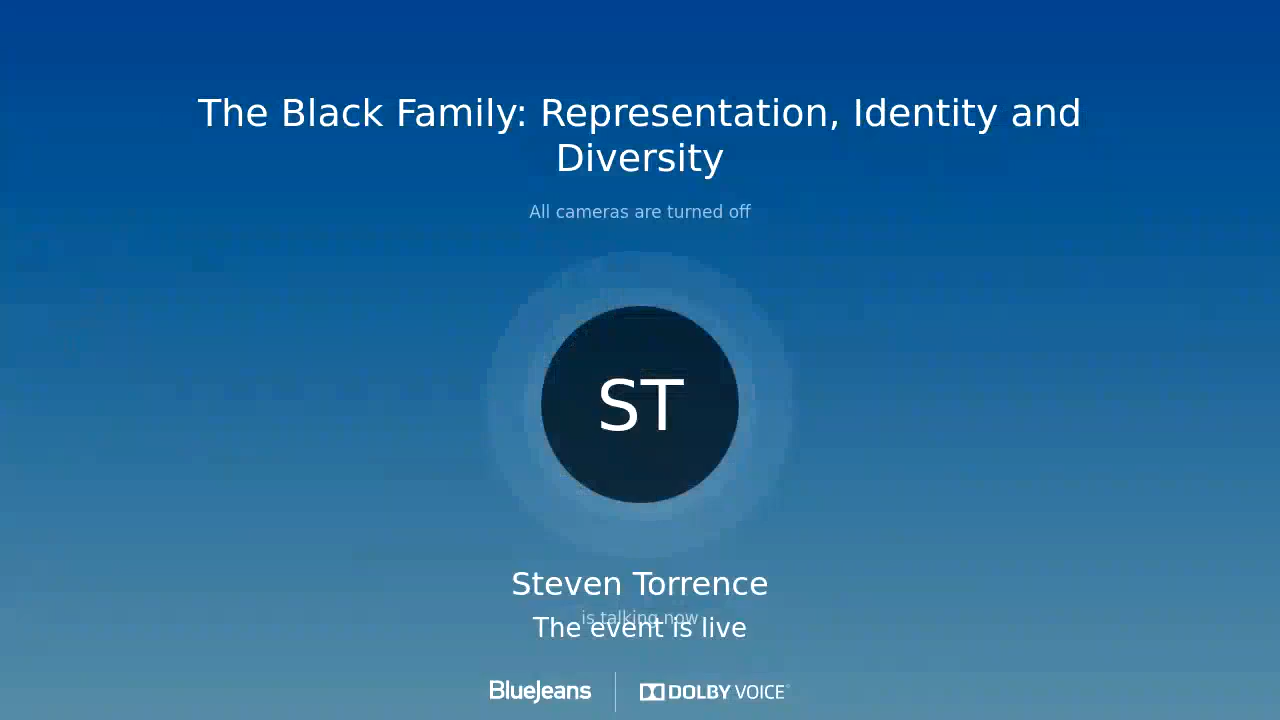 The Black Family: Representation, Identity and
Diversity
All cameras are turned off
ST
Steven Torrence
is talking now
The event is live
BlueJeans
DOLBY VOICE